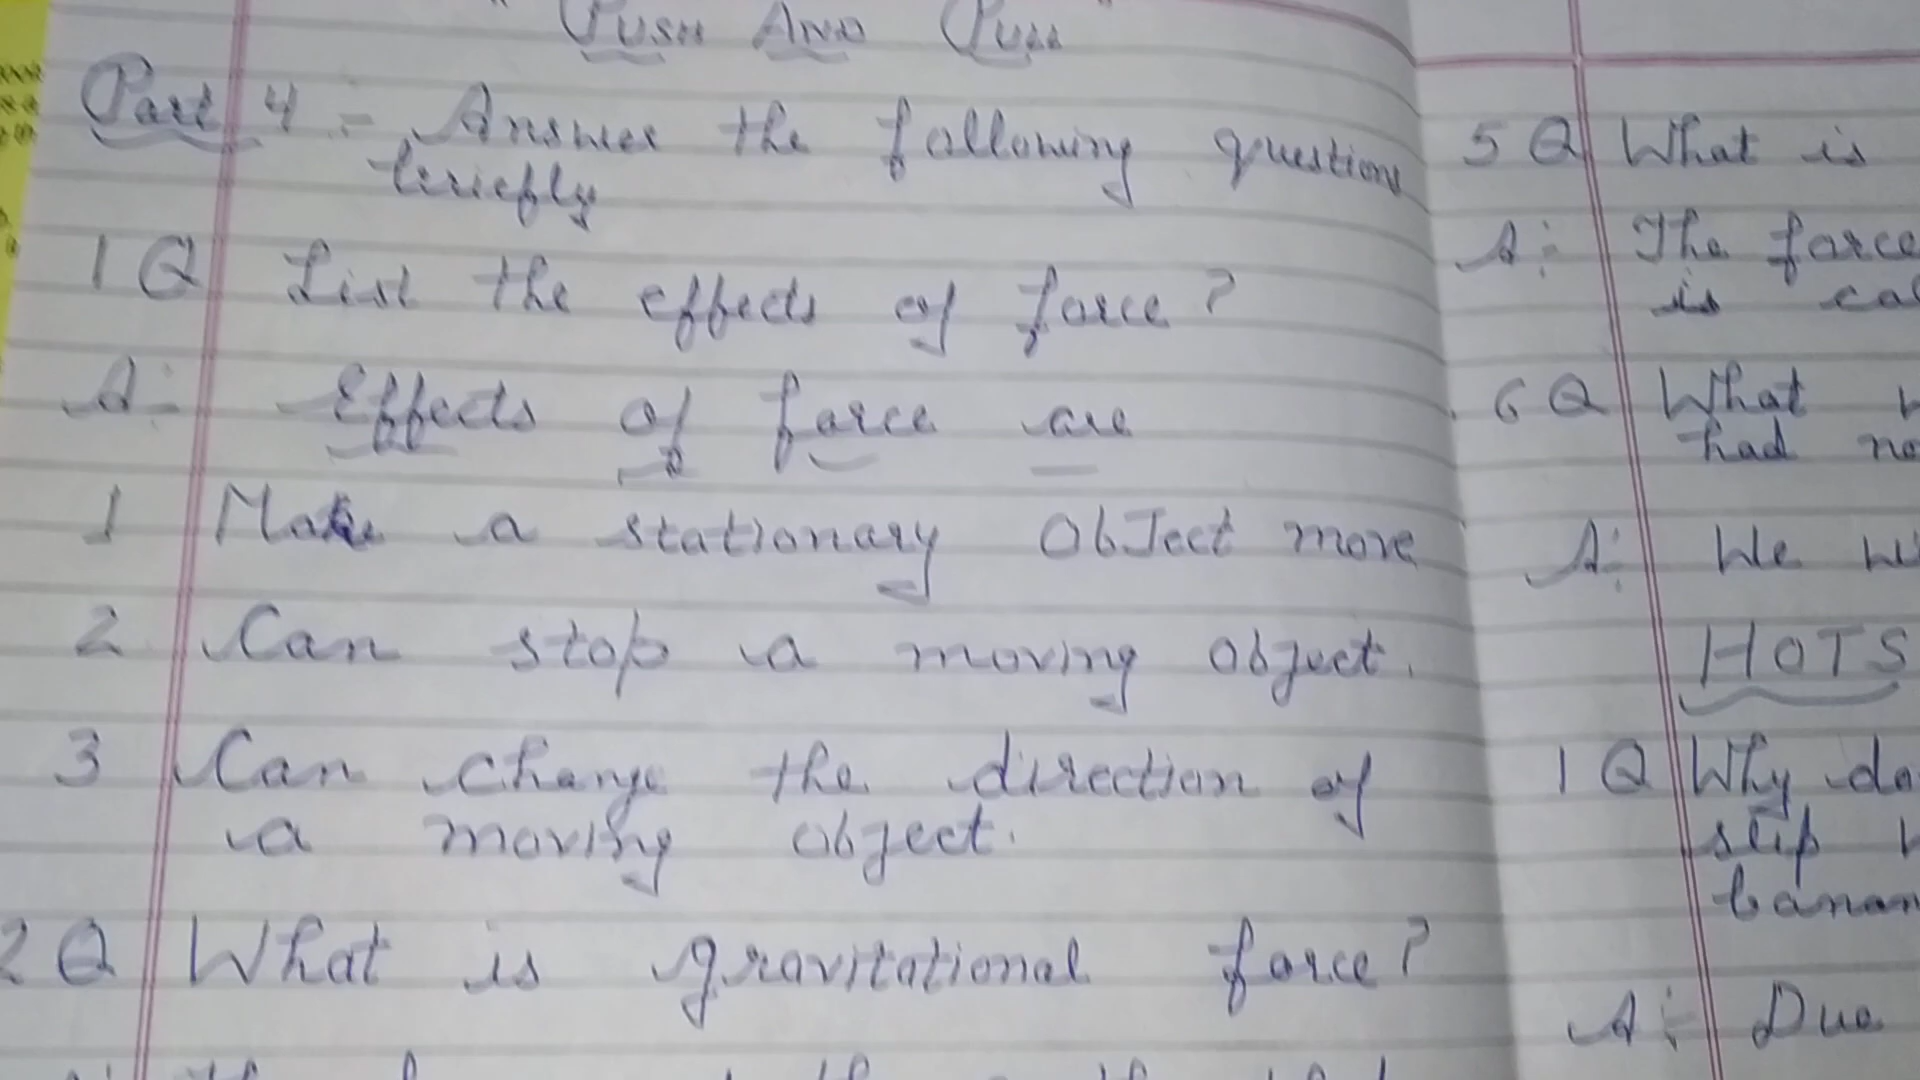 " PUSH AND PULL "
Part 4 - Answer the following questions
briefly
1 Q List the effects of force ?
A:- Effects of force are
1 Make a stationary ObJect move
2 Can stop a moving object.
3 Can change the direction of
a moving object.
2 Q What is gravitational force?
5 Q What is
A:- The force
is
6 Q What
had
A:- We
HOTS
1 Q Why
slip
A:- Due